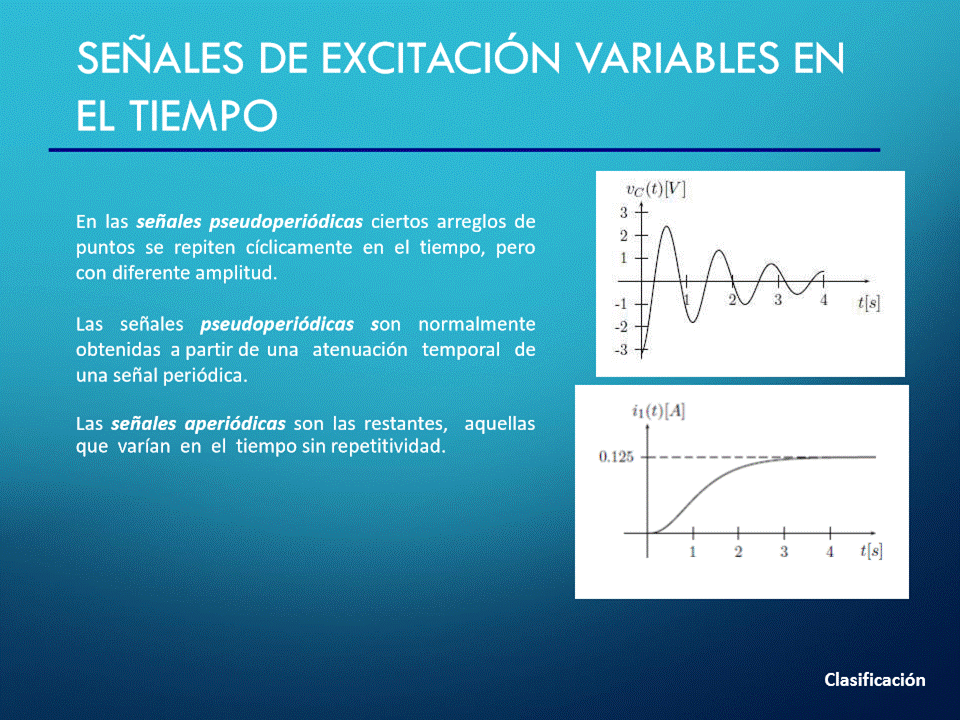 SEÑALES DE EXCITACIÓN VARIABLES EN
EL TIEMPO
En las señales pseudoperiódicas ciertos arreglos de
puntos se repiten cíclicamente en el tiempo, pero
con diferente amplitud.
Las señales pseudoperiódicas son normalmente
obtenidas a partir de una atenuación temporal de
una señal periódica.
Las señales aperiódicas son las restantes, aquellas
que varían en el tiempo sin repetitividad.
v_C(t)[V]
3
2
1
-1
-2
-3
1 2 3 4 t[s]
i_1(t)[A]
0.125
1 2 3 4 t[s]
Clasificación